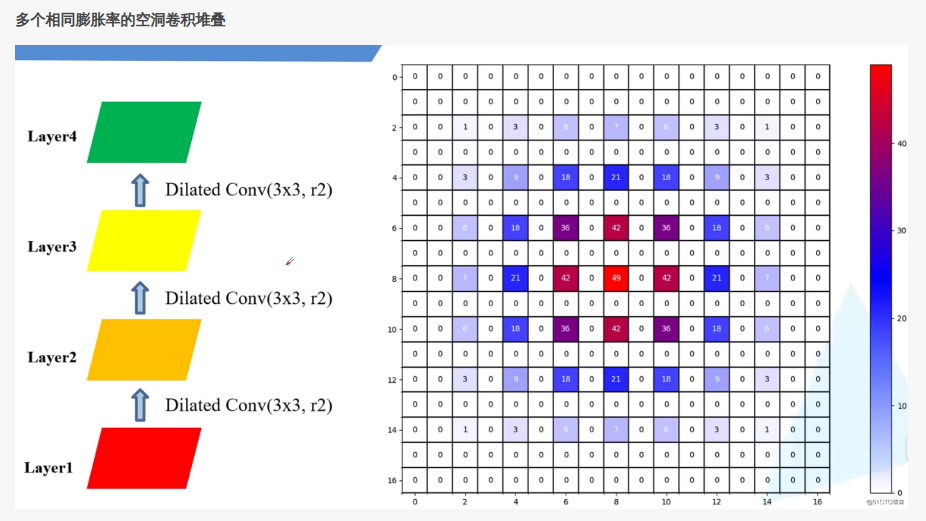 多个相同膨胀率的空洞卷积堆叠
Layer4
Dilated Conv(3x3, r2)
Layer3
Dilated Conv(3x3, r2)
Layer2
Dilated Conv(3x3, r2)
Layer1
0 0 0 0 0 0 0 0 0 0 0 0 0 0 0 0 0 0
0 0 0 0 0 0 0 0 0 0 0 0 0 0 0 0 0
2 0 0 1 0 3 0 6 0 7 0 6 0 3 0 1 0 0
0 0 0 0 0 0 0 0 0 0 0 0 0 0 0 0 0
4 0 0 3 0 9 0 18 0 21 0 18 0 9 0 3 0 0
0 0 0 0 0 0 0 0 0 0 0 0 0 0 0 0 0
6 0 0 6 0 18 0 36 0 42 0 36 0 18 0 6 0 0
0 0 0 0 0 0 0 0 0 0 0 0 0 0 0 0 0
8 0 0 7 0 21 0 42 0 49 0 42 0 21 0 7 0 0
0 0 0 0 0 0 0 0 0 0 0 0 0 0 0 0 0
10 0 0 6 0 18 0 36 0 42 0 36 0 18 0 6 0 0
0 0 0 0 0 0 0 0 0 0 0 0 0 0 0 0 0
12 0 0 3 0 9 0 18 0 21 0 18 0 9 0 3 0 0
0 0 0 0 0 0 0 0 0 0 0 0 0 0 0 0 0
14 0 0 1 0 3 0 6 0 7 0 6 0 3 0 1 0 0
0 0 0 0 0 0 0 0 0 0 0 0 0 0 0 0 0
16 0 0 0 0 0 0 0 0 0 0 0 0 0 0 0 0 0
0 2 4 6 8 10 12 14 16
40
30
20
10
0
@51CTO博客